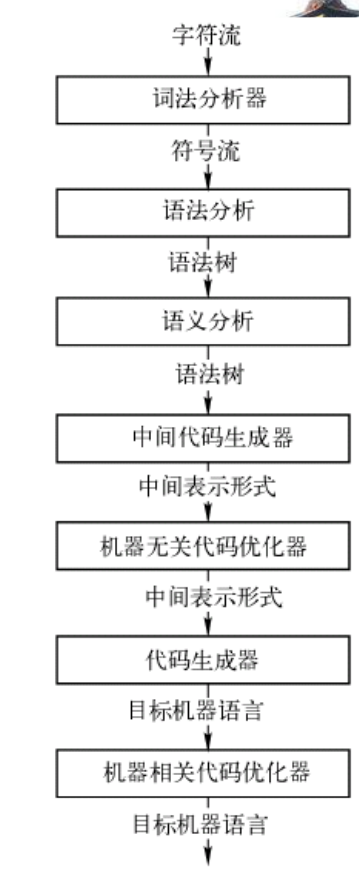 字符流
词法分析器
符号流
语法分析
语法树
语义分析
语法树
中间代码生成器
中间表示形式
机器无关代码优化器
中间表示形式
代码生成器
目标机器语言
机器相关代码优化器
目标机器语言